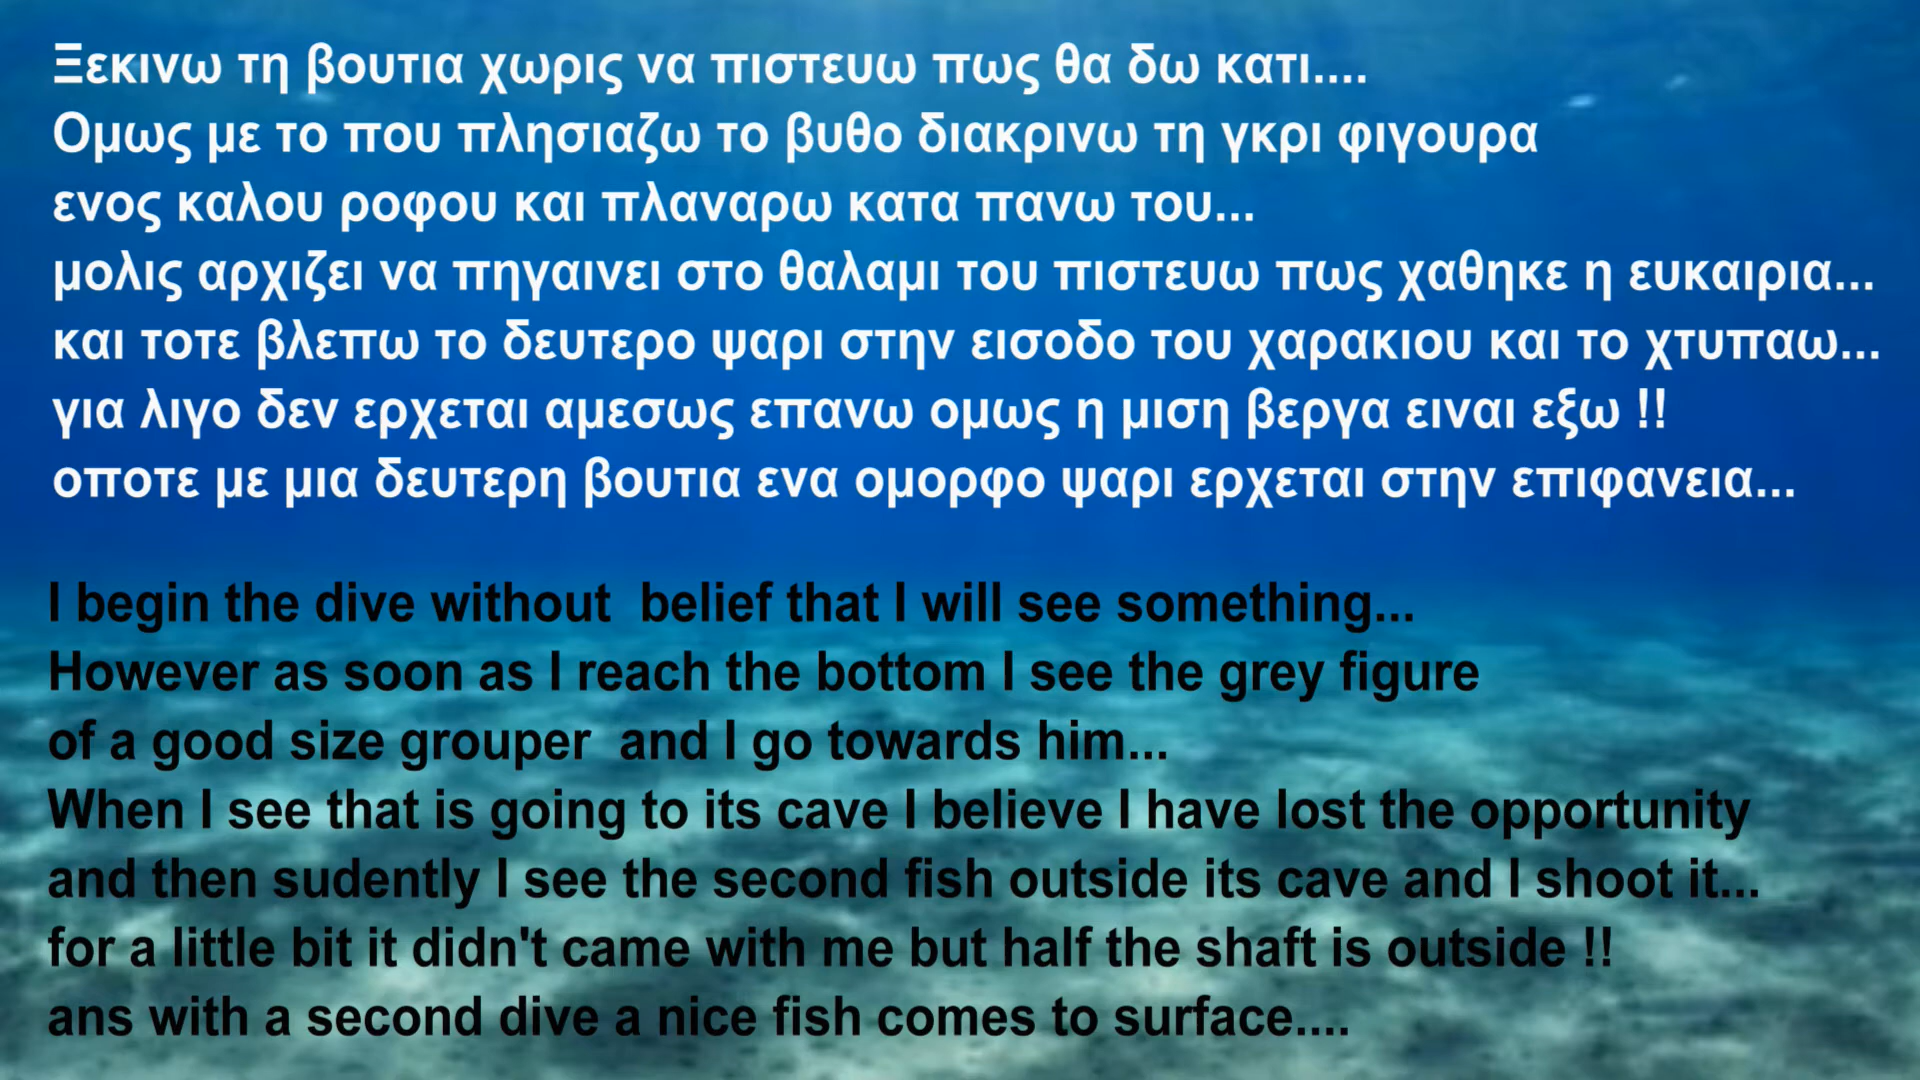 Ξεκινω τη βουτια χωρις να πιστευω πως θα δω κατι....
Ομως με το που πλησιαζω το βυθο διακρινω τη γκρι φιγουρα
ενος καλου ροφου και πλαναρω κατα πανω του...
μολις αρχιζει να πηγαινει στο θαλαμι του πιστευω πως χαθηκε η ευκαιρια...
και τοτε βλεπω το δευτερο ψαρι στην εισοδο του χαρακιου και το χτυπαω...
για λιγο δεν ερχεται αμεσως επανω ομως η μιση βεργα ειναι εξω !!
οποτε με μια δευτερη βουτια ενα ομορφο ψαρι ερχεται στην επιφανεια...
I begin the dive without  belief that I will see something...
However as soon as I reach the bottom I see the grey figure
of a good size grouper  and I go towards him...
When I see that is going to its cave I believe I have lost the opportunity
and then sudently I see the second fish outside its cave and I shoot it...
for a little bit it didn't came with me but half the shaft is outside !!
ans with a second dive a nice fish comes to surface....